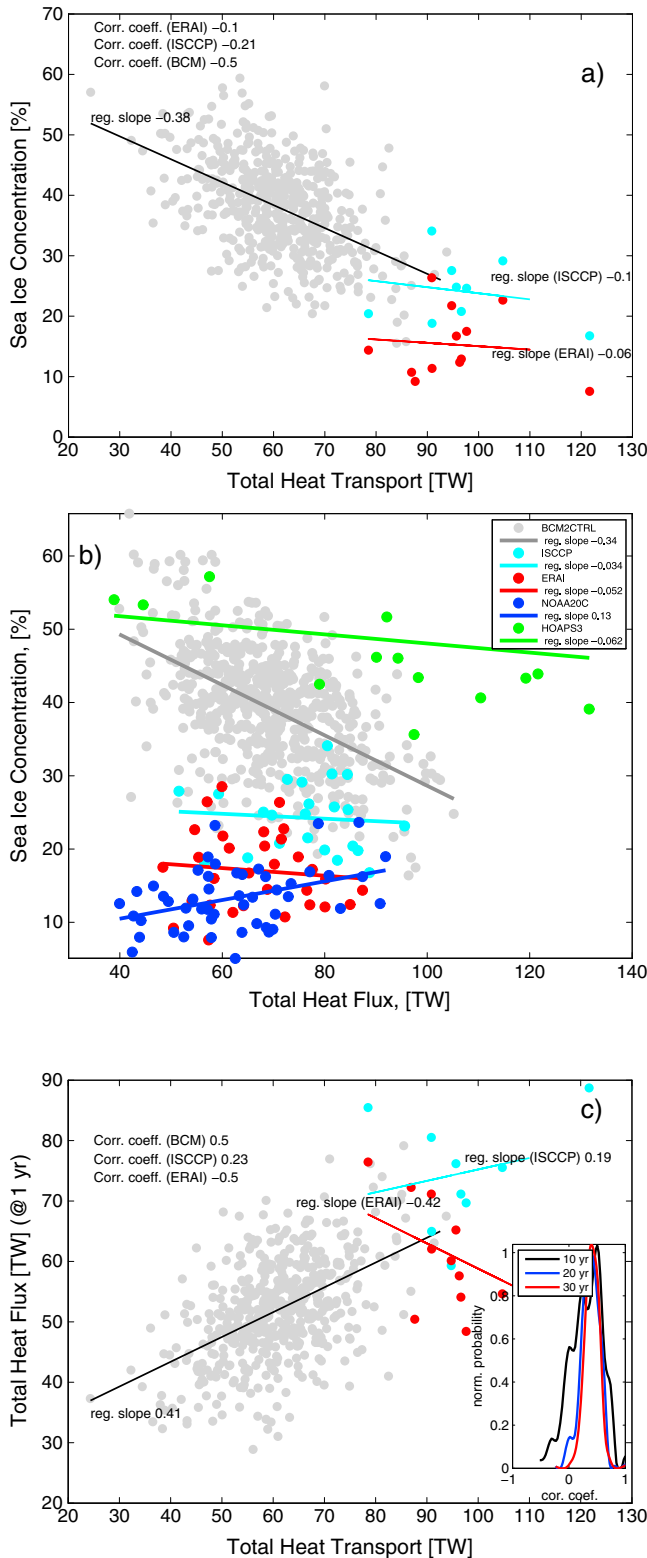 60
50
40
30
20
10
0
Sea Ice Concentration [%]
Corr. coeff. (ERAI) −0.1
Corr. coeff. (ISCCP) −0.21
Corr. coeff. (BCM) −0.5
a)
reg. slope −0.38
reg. slope (ISCCP) −0.1
reg. slope (ERAI) −0.06
20 30 40 50 60 70 80 90 100 110 120 130
Total Heat Transport [TW]
b)
60
50
40
30
20
10
Sea Ice Concentration, [%]
BCM2CTRL
reg. slope −0.34
ISCCP
reg. slope −0.034
ERAI
reg. slope −0.052
NOAA20C
reg. slope 0.13
HOAPS3
reg. slope −0.062
40 60 80 100 120 140
Total Heat Flux, [TW]
90
80
70
60
50
40
30
20
Total Heat Flux [TW] (@1 yr)
c)
Corr. coeff. (BCM) 0.5
Corr. coeff. (ISCCP) 0.23
Corr. coeff. (ERAI) −0.5
reg. slope (ISCCP) 0.19
reg. slope (ERAI) −0.42
reg. slope 0.41
10 yr
20 yr
30 yr
1
0.8
0.6
0.4
0.2
0
norm. probability
−1 0 1
cor. coef.
20 30 40 50 60 70 80 90 100 110 120 130
Total Heat Transport [TW]